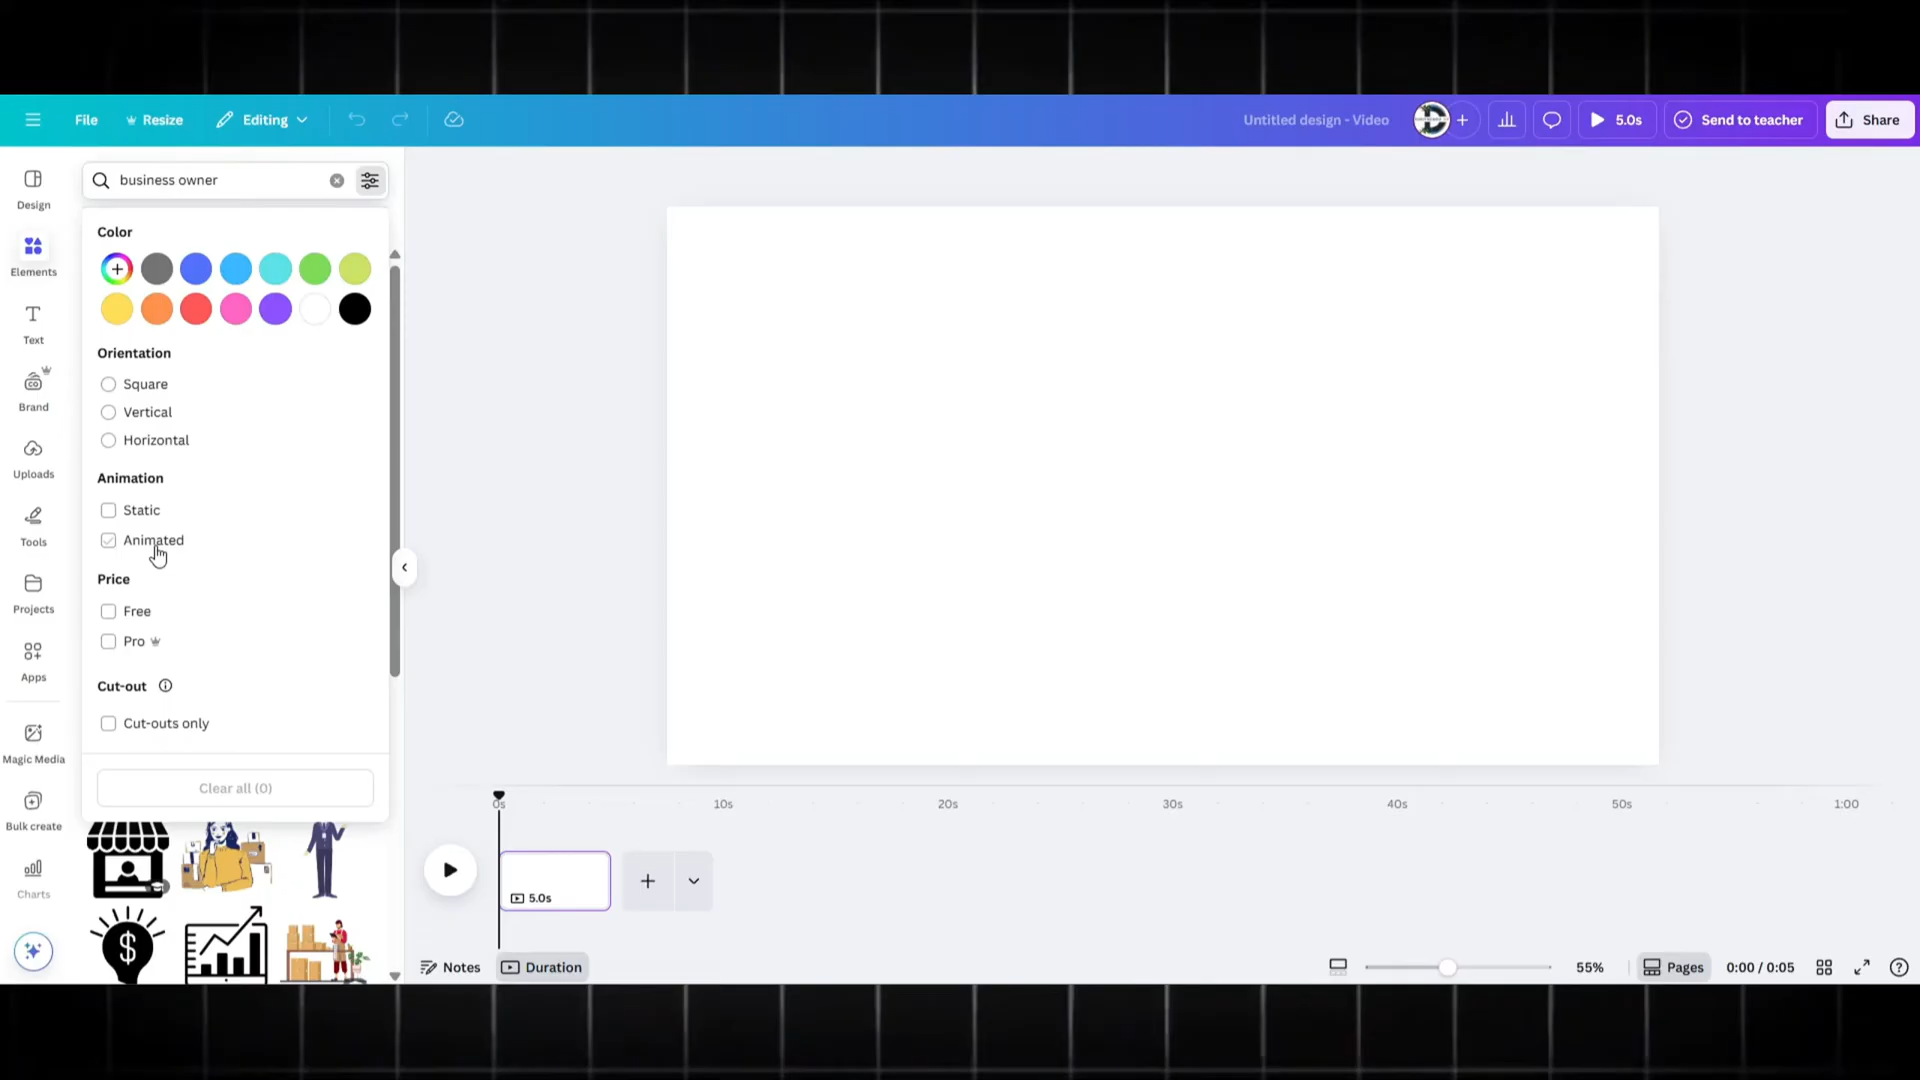 File
Resize
Editing
Untitled design - Video
5.0s
Send to teacher
Share
Design
Elements
Text
Brand
Uploads
Tools
Projects
Apps
Magic Media
Bulk create
Charts
business owner
Color
Orientation
Square
Vertical
Horizontal
Animation
Static
Animated
Price
Free
Pro
Cut-out
Cut-outs only
Clear all (0)
0s 10s 20s 30s 40s 50s 1:00
5.0s
Notes
Duration
55%
Pages
0:00 / 0:05